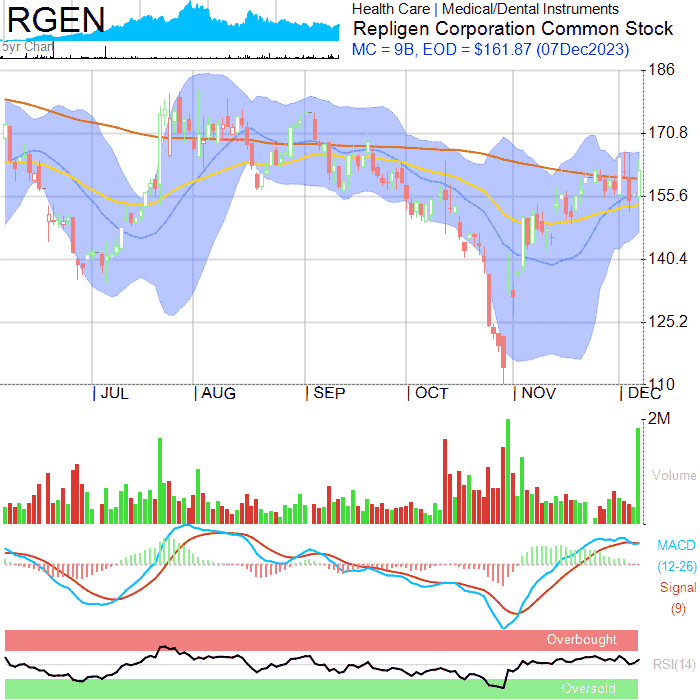 RGEN
5yr Chart
Health Care | Medical/Dental Instruments
Repligen Corporation Common Stock
MC = 9B, EOD = $161.87 (07Dec2023)
186
170.8
155.6
140.4
125.2
110
JUL
AUG
SEP
OCT
NOV
DEC
2M
Volume
MACD
(12-26)
Signal
(9)
Overbought
RSI(14)
Oversold